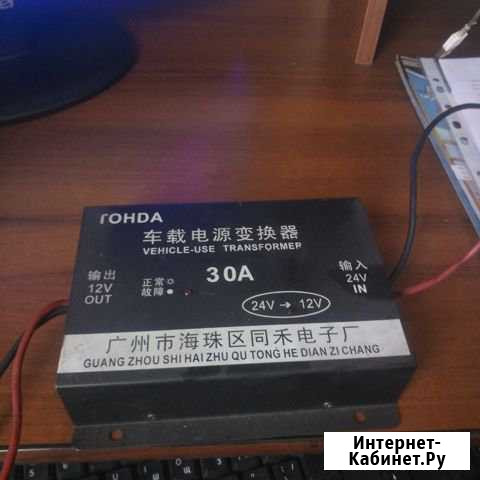 rOHDA
车载电源变换器
VEHICLE-USE TRANSFORMER
输出
12V
OUT
正常
故障
30A
输入
24V
IN
24V → 12V
广州市海珠区同禾电子厂
GUANG ZHOU SHI HAI ZHU QU TONG HE DIAN ZI CHANG
Интернет-
Кабинет.Ру